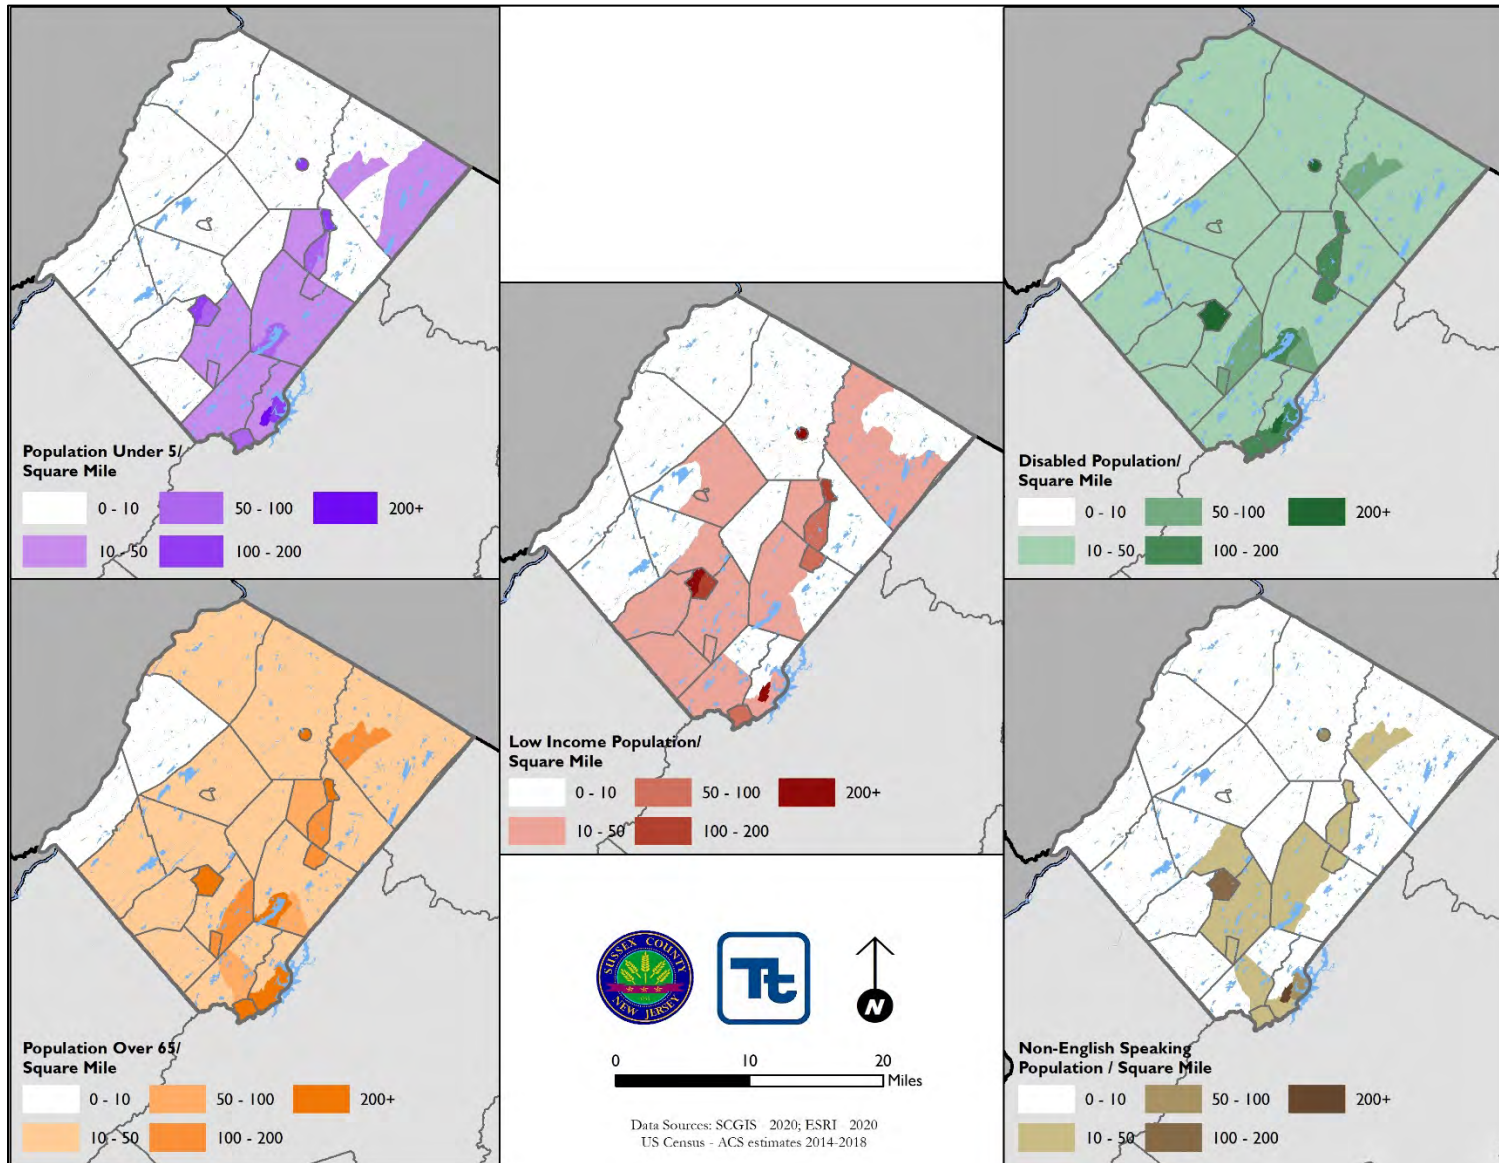 Population Under 5/
Square Mile
0 - 10
50 - 100
200+
10 - 50
100 - 200
Disabled Population/
Square Mile
0 - 10
50 -100
200+
10 - 50
100 - 200
Low Income Population/
Square Mile
0 - 10
50 - 100
200+
10 - 50
100 - 200
Population Over 65/
Square Mile
0 - 10
50 - 100
200+
10 - 50
100 - 200
SUSSEX COUNTY
NEW JERSEY
Tt
N
0 10 20
Miles
Data Sources: SCGIS - 2020; ESRI - 2020
US Census - ACS estimates 2014-2018
Non-English Speaking
Population / Square Mile
0 - 10
50 - 100
200+
10 - 50
100 - 200